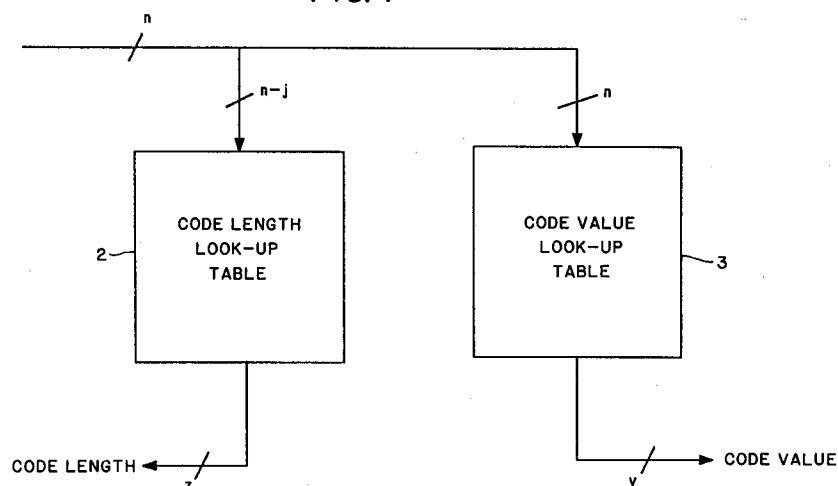 n
n-j
n
CODE LENGTH
LOOK-UP
TABLE
2
CODE VALUE
LOOK-UP
TABLE
3
CODE LENGTH
CODE VALUE